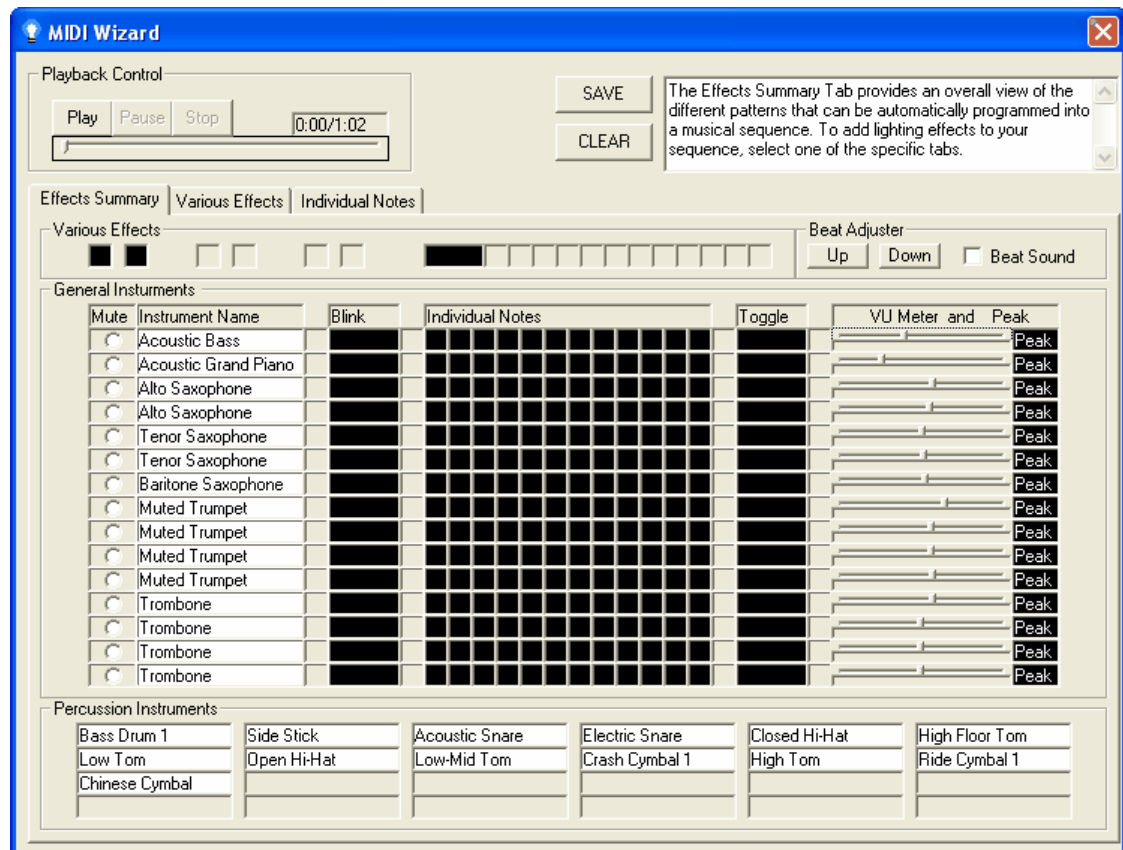 MIDI Wizard
Playback Control
Play Pause Stop 0:00/1:02
SAVE
CLEAR
The Effects Summary Tab provides an overall view of the
different patterns that can be automatically programmed into
a musical sequence. To add lighting effects to your
sequence, select one of the specific tabs.
Effects Summary Various Effects Individual Notes
Various Effects
Beat Adjuster
Up Down Beat Sound
General Insturments
Mute Instrument Name Blink Individual Notes Toggle VU Meter and Peak
Acoustic Bass Peak
Acoustic Grand Piano Peak
Alto Saxophone Peak
Alto Saxophone Peak
Tenor Saxophone Peak
Tenor Saxophone Peak
Baritone Saxophone Peak
Muted Trumpet Peak
Muted Trumpet Peak
Muted Trumpet Peak
Muted Trumpet Peak
Trombone Peak
Trombone Peak
Trombone Peak
Trombone Peak
Percussion Instruments
Bass Drum 1 Side Stick Acoustic Snare Electric Snare Closed Hi-Hat High Floor Tom
Low Tom Open Hi-Hat Low-Mid Tom Crash Cymbal 1 High Tom Ride Cymbal 1
Chinese Cymbal